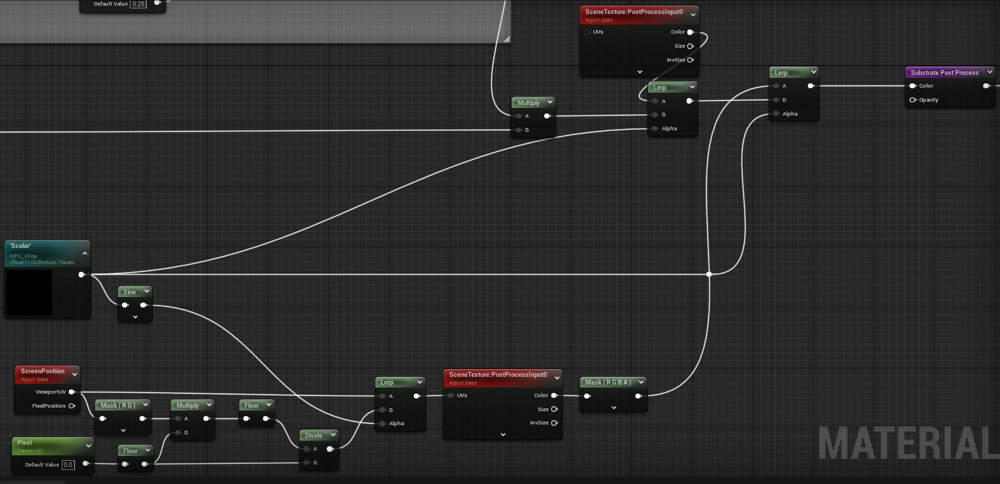 Default Value 0.25
SceneTexture:PostProcessInput0
Input Data
UVs
Color
Size
InvSize
Lerp
A
B
Alpha
Substrate Post Process
Color
Opacity
Lerp
A
B
Alpha
Multiply
A
B
'Scalar'
MPC_XRay
(float1) Collection Param
Sine
ScreenPosition
Input Data
ViewportUV
PixelPosition
Mask ( R G )
Multiply
A
B
Floor
Lerp
A
B
Alpha
SceneTexture:PostProcessInput0
Input Data
UVs
Color
Size
InvSize
Mask ( R G B A )
Pixel
Param (0)
Default Value 0.0
Floor
Divide
A
B
MATERIAL